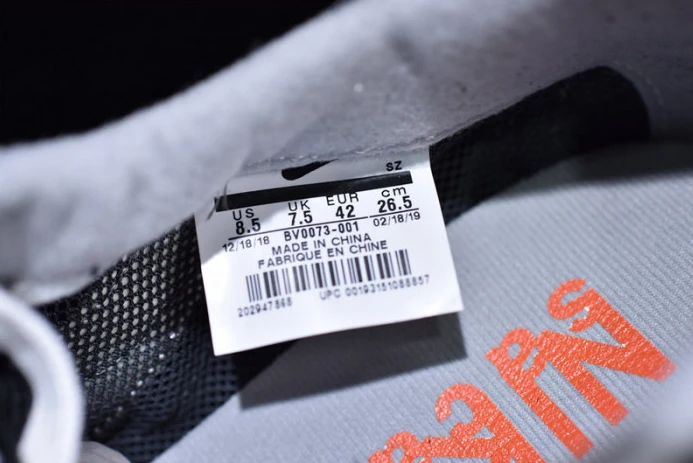 SZ
US UK EUR cm
8.5 7.5 42 26.5
12/18/18 BV0073-001 02/18/19
MADE IN CHINA
FABRIQUE EN CHINE
202947868 UPC 00193151088857